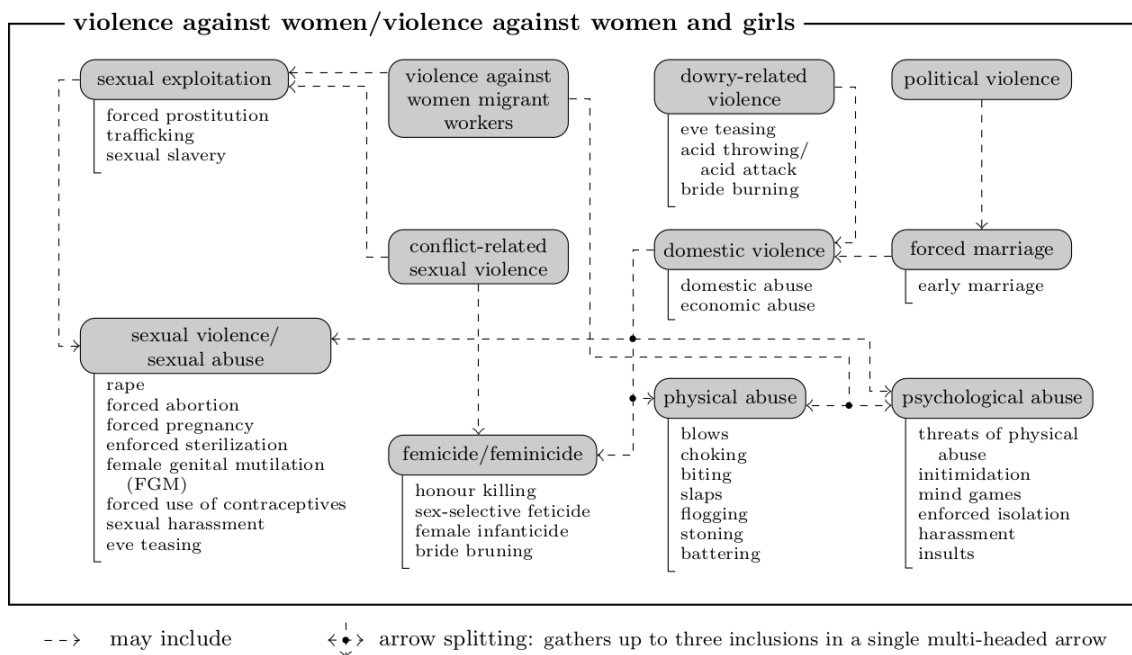 violence against women/violence against women and girls
sexual exploitation
forced prostitution
trafficking
sexual slavery
violence against
women migrant
workers
dowry-related
violence
eve teasing
acid throwing/
acid attack
bride burning
political violence
conflict-related
sexual violence
domestic violence
domestic abuse
economic abuse
forced marriage
early marriage
sexual violence/
sexual abuse
rape
forced abortion
forced pregnancy
enforced sterilization
female genital mutilation
(FGM)
forced use of contraceptives
sexual harassment
eve teasing
femicide/feminicide
honour killing
sex-selective feticide
female infanticide
bride bruning
physical abuse
blows
choking
biting
slaps
flogging
stoning
battering
psychological abuse
threats of physical
abuse
initimidation
mind games
enforced isolation
harassment
insults
may include
arrow splitting: gathers up to three inclusions in a single multi-headed arrow